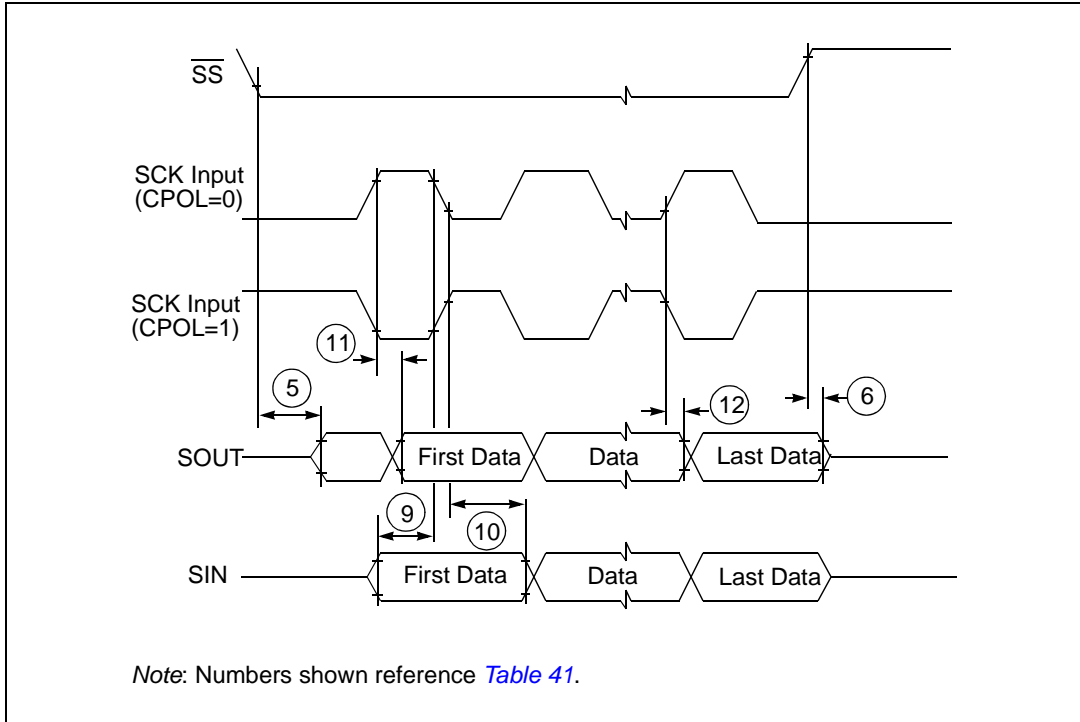 SS
SCK Input
(CPOL=0)
SCK Input
(CPOL=1)
11
5
12
6
SOUT
First Data
Data
Last Data
9
10
SIN
First Data
Data
Last Data
Note: Numbers shown reference Table 41.